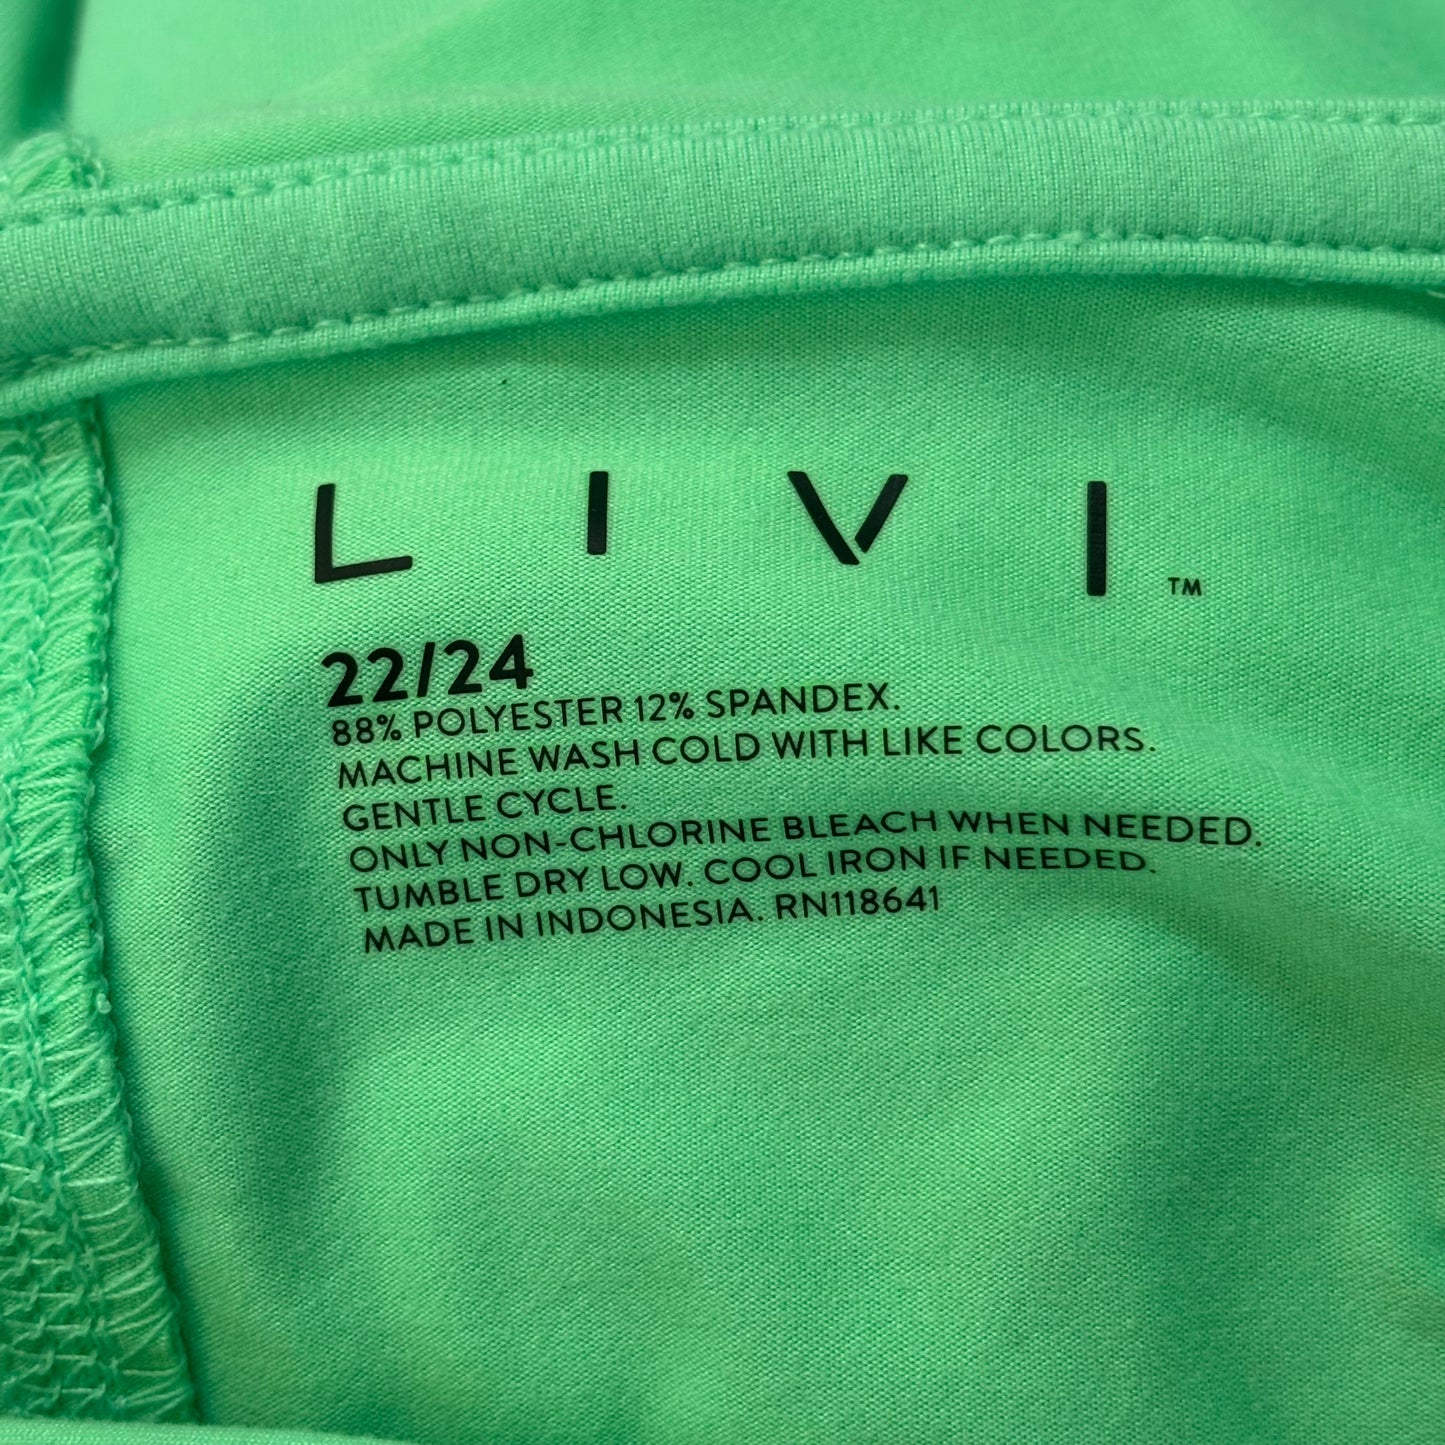 LIVI™
22/24
88% POLYESTER 12% SPANDEX.
MACHINE WASH COLD WITH LIKE COLORS.
GENTLE CYCLE.
ONLY NON-CHLORINE BLEACH WHEN NEEDED.
TUMBLE DRY LOW. COOL IRON IF NEEDED.
MADE IN INDONESIA. RN118641